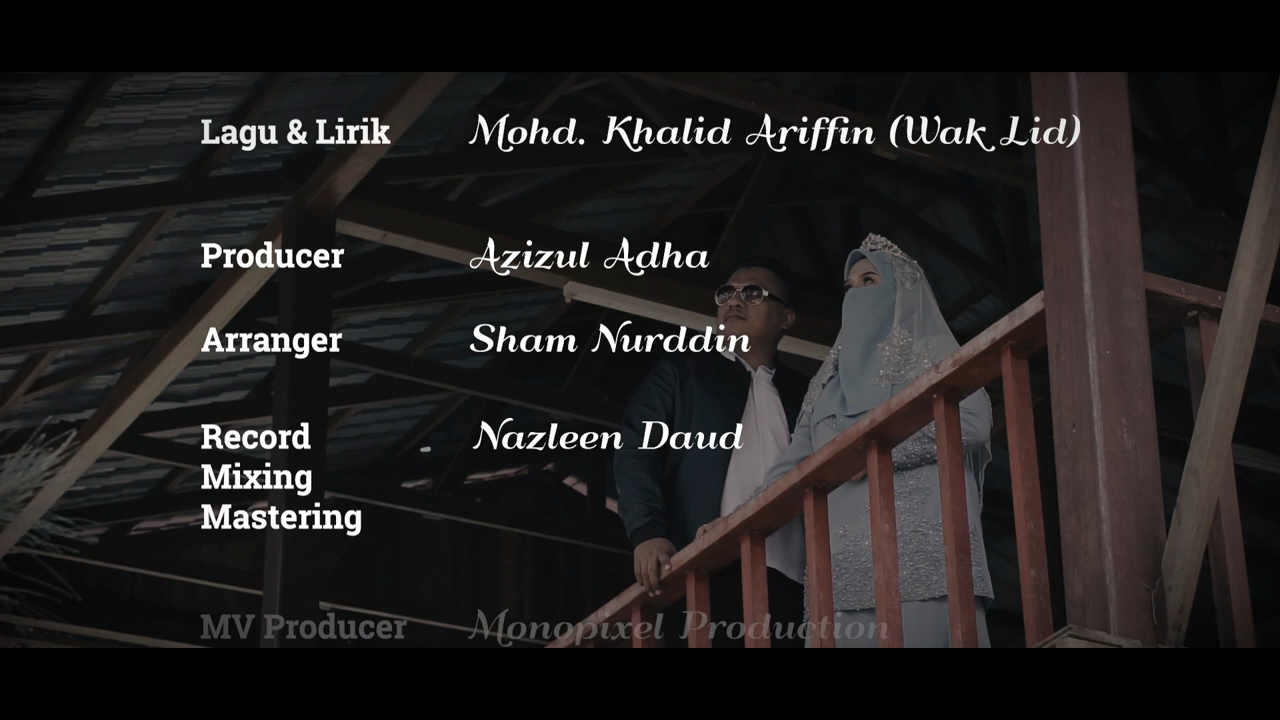 Lagu & Lirik Mohd. Khalid Ariffin (Wak Lid)
Producer Azizul Adha
Arranger Sham Nurddin
Record Nazleen Daud
Mixing
Mastering
MV Producer Monopixel Production